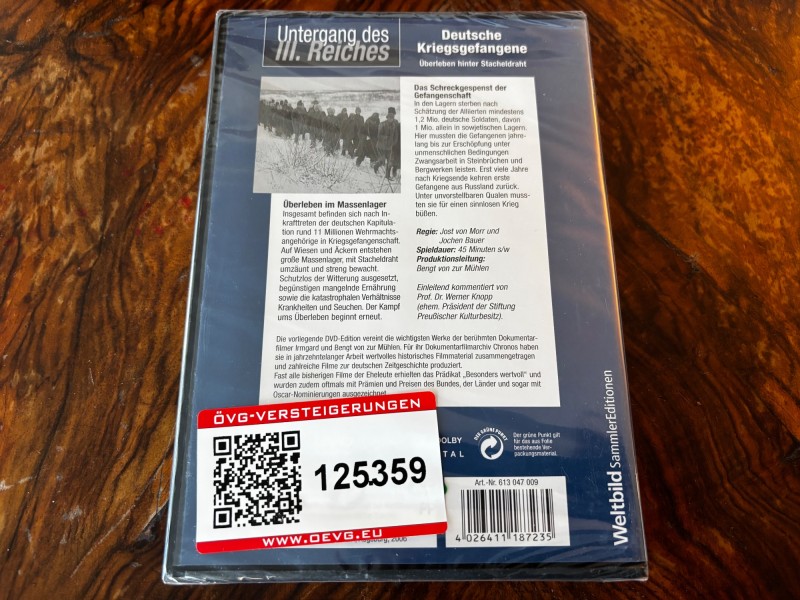 Untergang des
III. Reiches
Deutsche
Kriegsgefangene
Überleben hinter Stacheldraht
Das Schreckgespenst der
Gefangenschaft
In den Lagern sterben nach
Schätzung der Alliierten mindestens
1,2 Mio. deutsche Soldaten, davon
1 Mio. allein in sowjetischen Lagern.
Hier mussten die Gefangenen jahre-
lang bis zur Erschöpfung unter
unmenschlichen Bedingungen
Zwangsarbeit in Steinbrüchen und
Bergwerken leisten. Erst viele Jahre
nach Kriegsende kehren erste
Gefangene aus Russland zurück.
Unter unvorstellbaren Qualen muss-
ten sie für einen sinnlosen Krieg
büßen.
Regie: Jost von Morr und
Jochen Bauer
Spieldauer: 45 Minuten s/w
Produktionsleitung:
Bengt von zur Mühlen
Einleitend kommentiert von
Prof. Dr. Werner Knopp
(ehem. Präsident der Stiftung
Preußischer Kulturbesitz).
Überleben im Massenlager
Insgesamt befinden sich nach In-
krafttreten der deutschen Kapitula-
tion rund 11 Millionen Wehrmachts-
angehörige in Kriegsgefangenschaft.
Auf Wiesen und Äckern entstehen
große Massenlager, mit Stacheldraht
umzäunt und streng bewacht.
Schutzlos der Witterung ausgesetzt,
begünstigen mangelnde Ernährung
sowie die katastrophalen Verhältnisse
Krankheiten und Seuchen. Der Kampf
ums Überleben beginnt erneut.
Die vorliegende DVD-Edition vereint die wichtigsten Werke der berühmten Dokumentar-
filmer Irmgard und Bengt von zur Mühlen. Für ihr Dokumentarfilmarchiv Chronos haben
sie in jahrzehntelanger Arbeit wertvolles historisches Filmmaterial zusammengetragen
und zahlreiche Filme zur deutschen Zeitgeschichte produziert.
Fast alle bisherigen Filme der Eheleute erhielten das Prädikat „Besonders wertvoll" und
wurden zudem oftmals mit Prämien und Preisen des Bundes, der Länder und sogar mit
Oscar-Nominierungen ausgezeichnet.
ÖVG-VERSTEIGERUNGEN
125359
WWW.OEVG.EU
OLBY
ITAL
DER GRÜNE PUNKT
Der grüne Punkt gilt
für das aus Folie
bestehende Ver-
packungsmaterial.
Art.-Nr. 613 047 009
4 026411 187235
2006
Weltbild SammlerEditionen